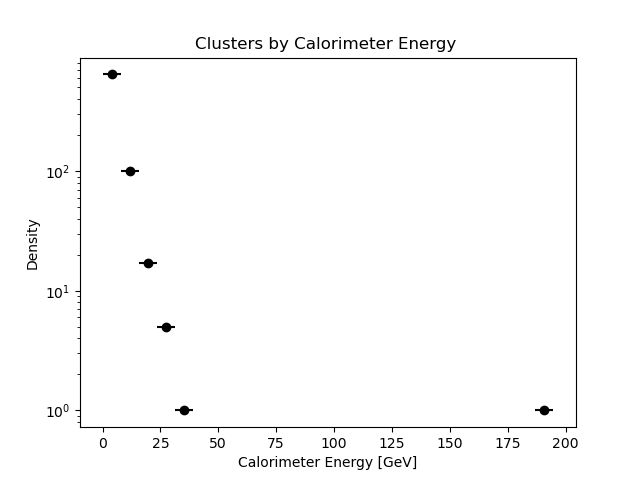 Clusters by Calorimeter Energy
Density
10²
10¹
10⁰
0 25 50 75 100 125 150 175 200
Calorimeter Energy [GeV]